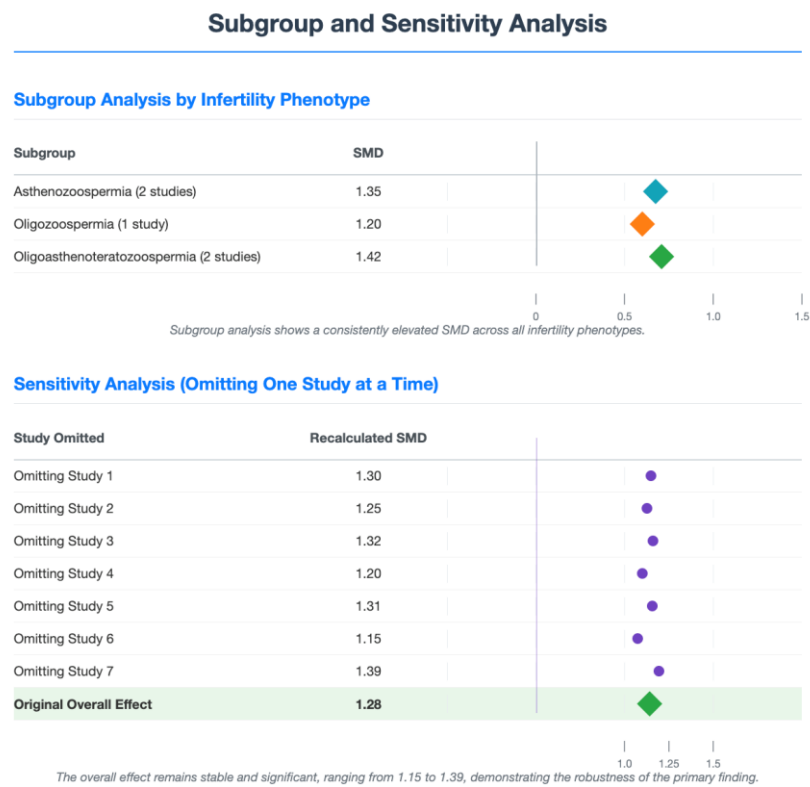 Subgroup and Sensitivity Analysis
Subgroup Analysis by Infertility Phenotype
Subgroup SMD
Asthenozoospermia (2 studies) 1.35
Oligozoospermia (1 study) 1.20
Oligoasthenoteratozoospermia (2 studies) 1.42
0 0.5 1.0 1.5
Subgroup analysis shows a consistently elevated SMD across all infertility phenotypes.
Sensitivity Analysis (Omitting One Study at a Time)
Study Omitted Recalculated SMD
Omitting Study 1 1.30
Omitting Study 2 1.25
Omitting Study 3 1.32
Omitting Study 4 1.20
Omitting Study 5 1.31
Omitting Study 6 1.15
Omitting Study 7 1.39
Original Overall Effect 1.28
1.0 1.25 1.5
The overall effect remains stable and significant, ranging from 1.15 to 1.39, demonstrating the robustness of the primary finding.